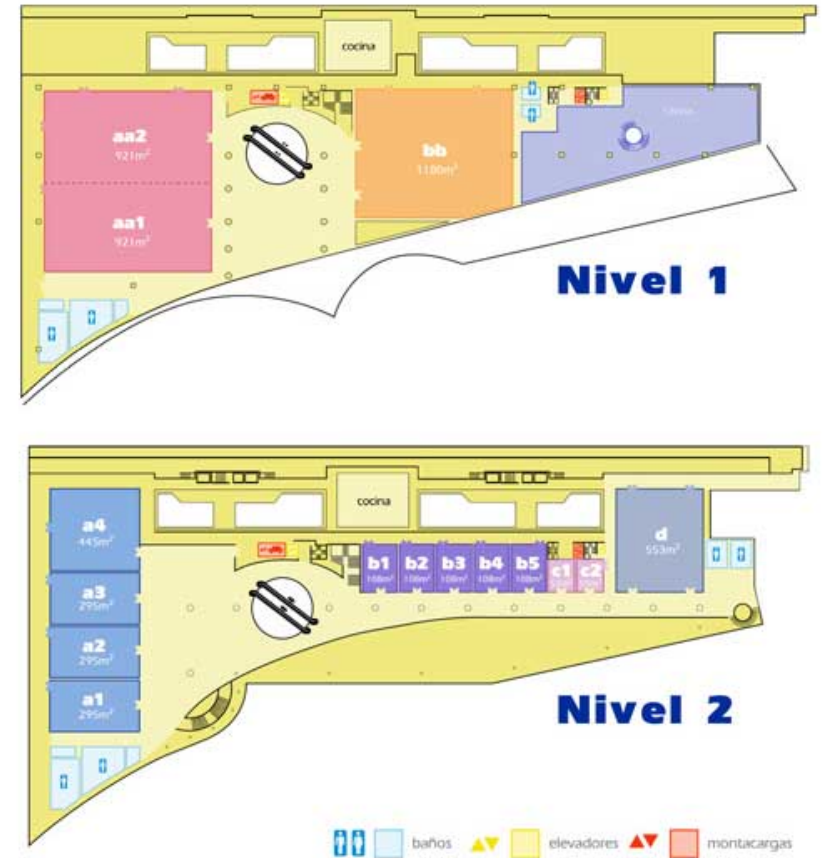 cocina
aa2
921m²
bb
1180m²
aa1
921m²
Nivel 1
cocina
a4
445m²
d
553m²
b1 b2 b3 b4 b5
108m² 108m² 108m² 108m² 108m²
c1 c2
a3
295m²
a2
295m²
a1
295m²
Nivel 2
baños elevadores montacargas